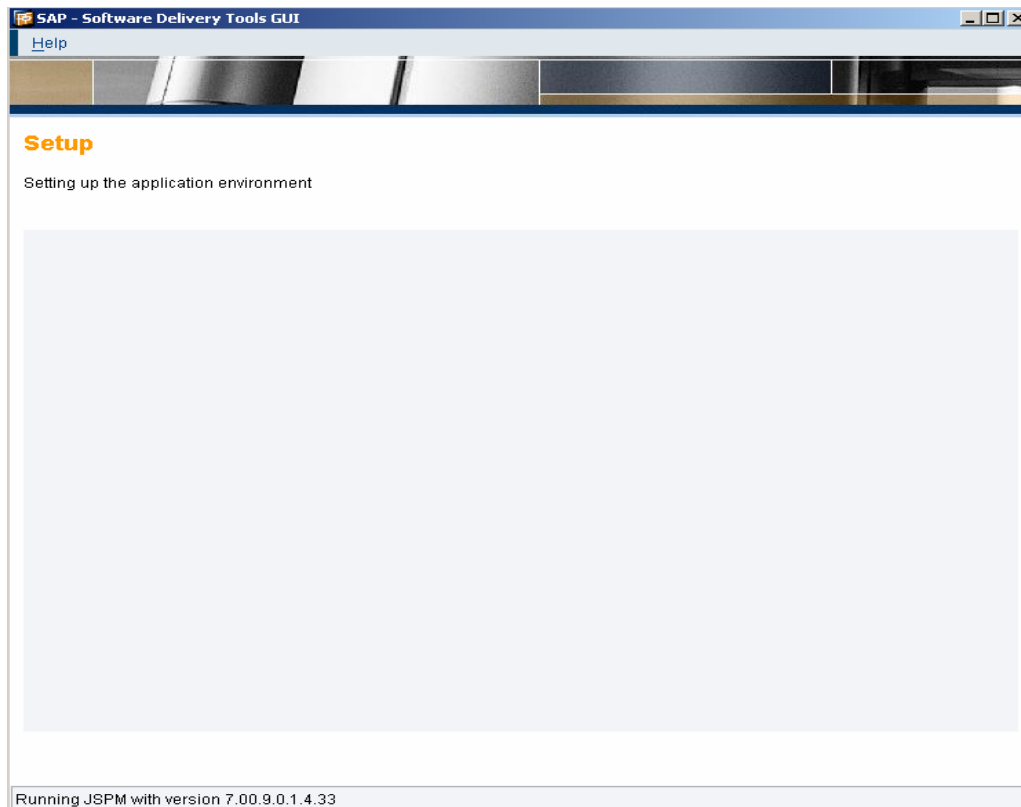 SAP - Software Delivery Tools GUI
Help
Setup
Setting up the application environment
Running JSPM with version 7.00.9.0.1.4.33